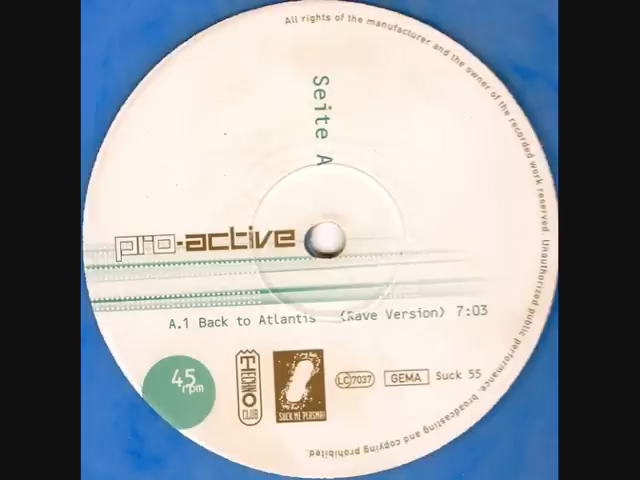 All rights of the manufacturer and the owner of the recorded work reserved. Unauthorized public performance, broadcasting and copying prohibited.
Seite A
pro-active
A.1 Back to Atlantis (Rave Version) 7:03
45 rpm
TECHNO CLUB
SUCK ME PLASMA!
LC 7037
GEMA
Suck 55